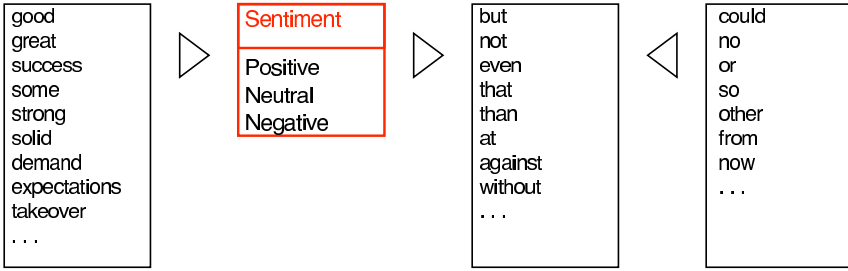 good
great
success
some
strong
solid
demand
expectations
takeover
. . .
Sentiment
Positive
Neutral
Negative
but
not
even
that
than
at
against
without
. . .
could
no
or
so
other
from
now
. . .